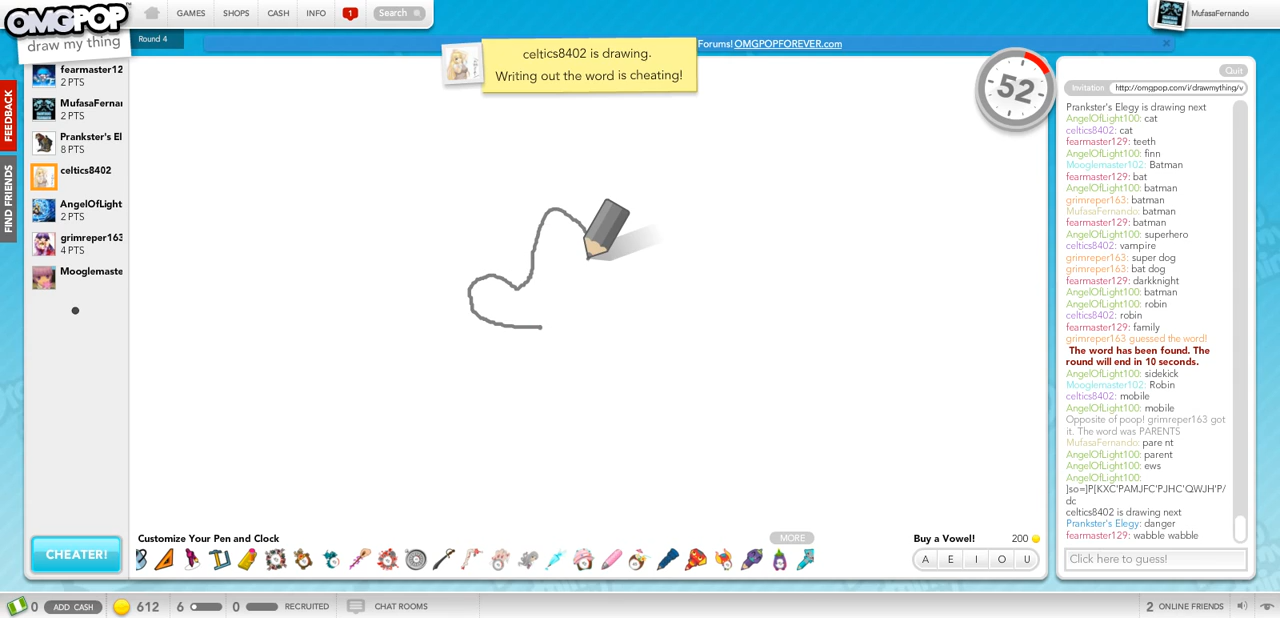 OMGPOP™
draw my thing
GAMES
SHOPS
CASH
INFO
1
Search
MufasaFernando
Round 4
Forums! OMGPOPFOREVER.com
celtics8402 is drawing.
Writing out the word is cheating!
52
FEEDBACK
FIND FRIENDS
fearmaster12
2 PTS
MufasaFernar
2 PTS
Prankster's El
8 PTS
celtics8402
AngelOfLight
2 PTS
grimreper163
4 PTS
Mooglemaste
CHEATER!
Quit
Invitation
http://omgpop.com/i/drawmything/v
Prankster's Elegy is drawing next
AngelOfLight100: cat
celtics8402: cat
fearmaster129: teeth
AngelOfLight100: finn
Mooglemaster102: Batman
fearmaster129: bat
AngelOfLight100: batman
grimreper163: batman
MufasaFernando: batman
fearmaster129: batman
AngelOfLight100: superhero
celtics8402: vampire
grimreper163: super dog
grimreper163: bat dog
fearmaster129: darkknight
AngelOfLight100: batman
AngelOfLight100: robin
celtics8402: robin
fearmaster129: family
grimreper163 guessed the word!
The word has been found. The
round will end in 10 seconds.
AngelOfLight100: sidekick
Mooglemaster102: Robin
celtics8402: mobile
AngelOfLight100: mobile
Opposite of poop! grimreper163 got
it. The word was PARENTS
MufasaFernando: pare nt
AngelOfLight100: parent
AngelOfLight100: ews
AngelOfLight100:
]so=]P[KXC'PAMJFC'PJHC'QWJH'P/
dc
celtics8402 is drawing next
Prankster's Elegy: danger
fearmaster129: wabble wabble
Click here to guess!
Customize Your Pen and Clock
MORE
Buy a Vowel!
200
A E I O U
0
ADD CASH
612
6
0
RECRUITED
CHAT ROOMS
2 ONLINE FRIENDS